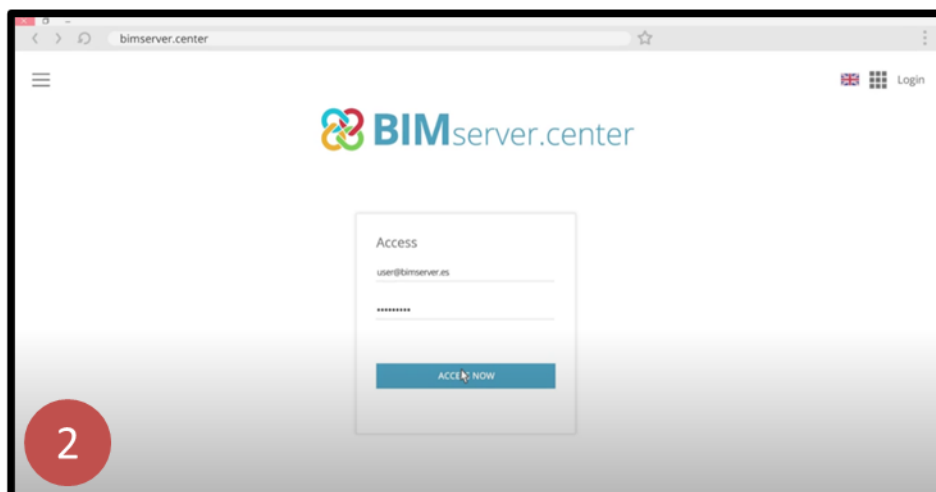 bimserver.center
Login
BIMserver.center
Access
user@bimserver.es
•••••••••
ACCESS NOW
2